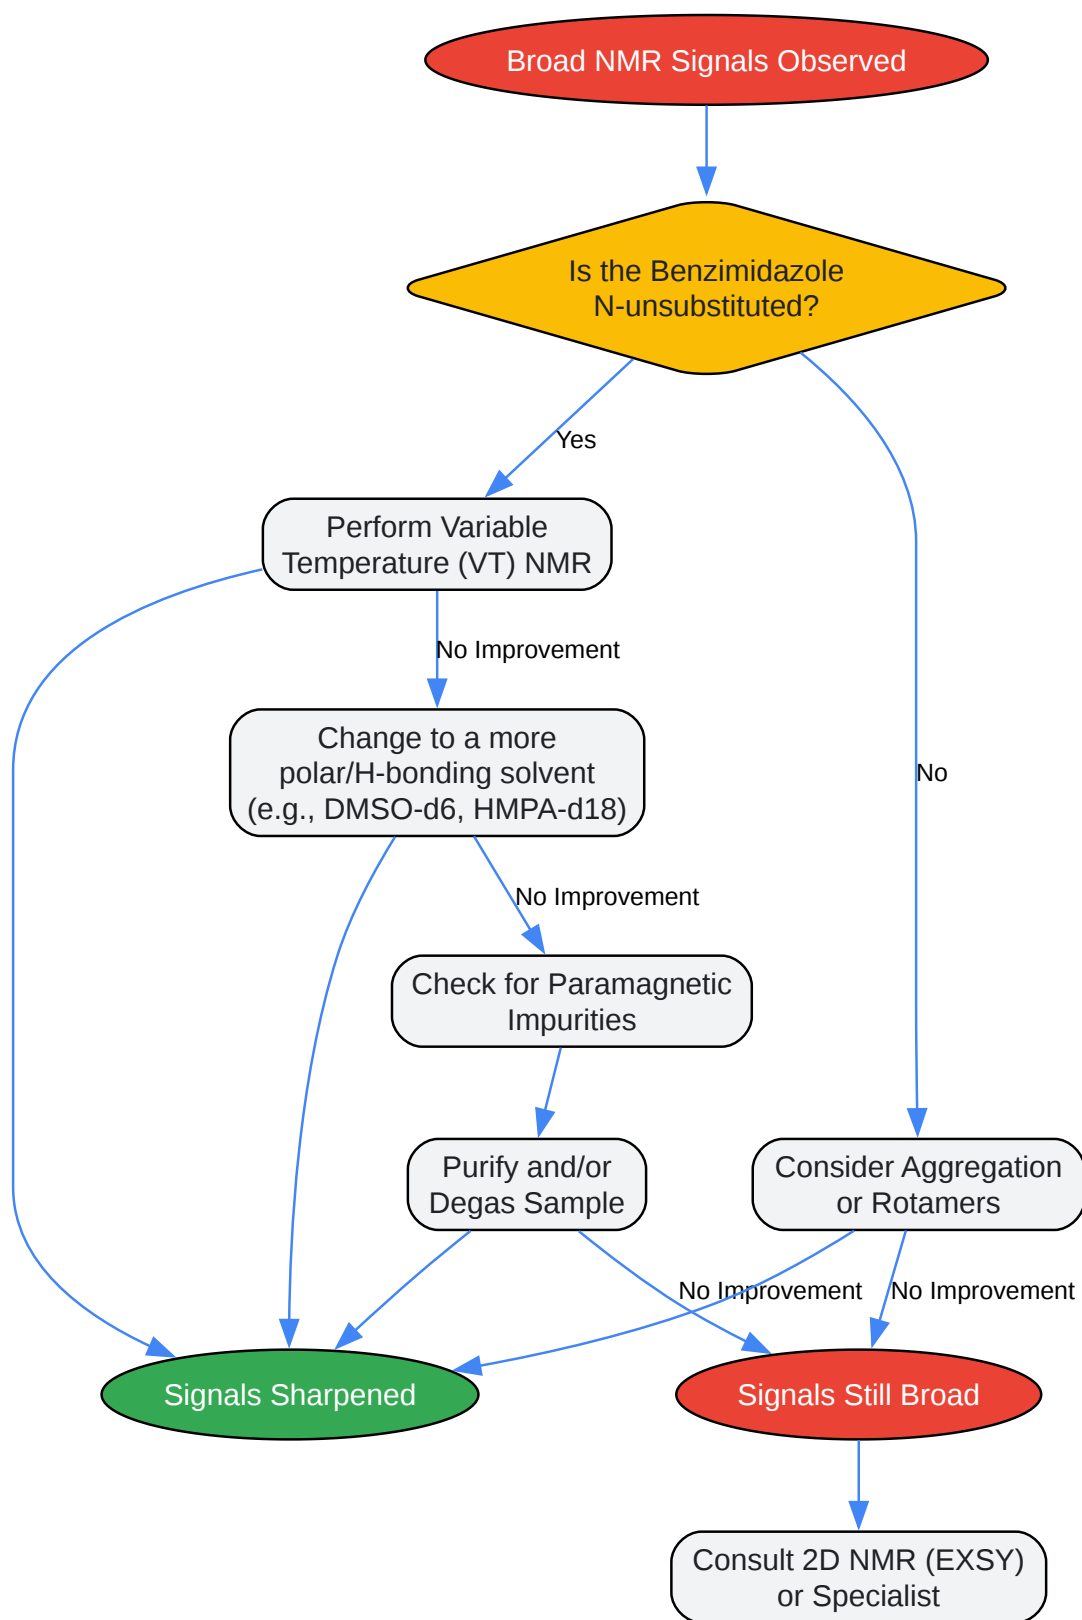 Broad NMR Signals Observed
Is the Benzimidazole
N-unsubstituted?
Yes
Perform Variable
Temperature (VT) NMR
No Improvement
Change to a more
polar/H-bonding solvent
(e.g., DMSO-d6, HMPA-d18)
No
No Improvement
Check for Paramagnetic
Impurities
Purify and/or
Degas Sample
Consider Aggregation
or Rotamers
No Improvement
No Improvement
Signals Sharpened
Signals Still Broad
Consult 2D NMR (EXSY)
or Specialist